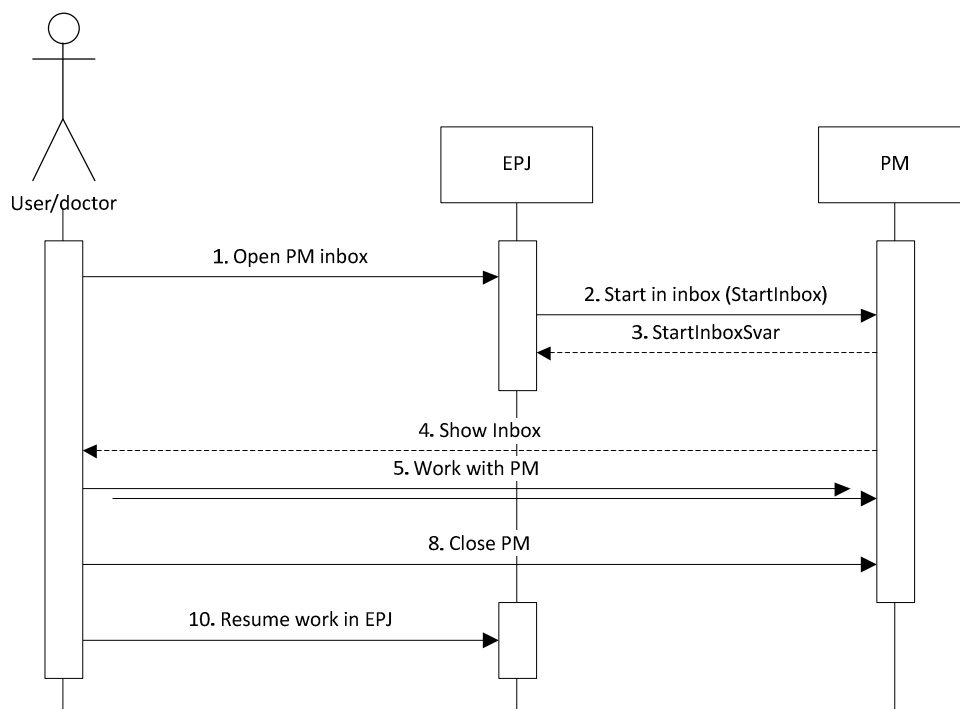 EPJ
PM
User/doctor
1. Open PM inbox
2. Start in inbox (StartInbox)
3. StartInboxSvar
4. Show Inbox
5. Work with PM
8. Close PM
10. Resume work in EPJ